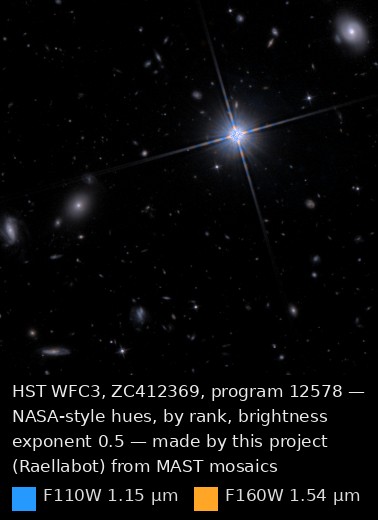 HST WFC3, ZC412369, program 12578 —
NASA-style hues, by rank, brightness
exponent 0.5 — made by this project
(Raellabot) from MAST mosaics
F110W 1.15 µm F160W 1.54 µm